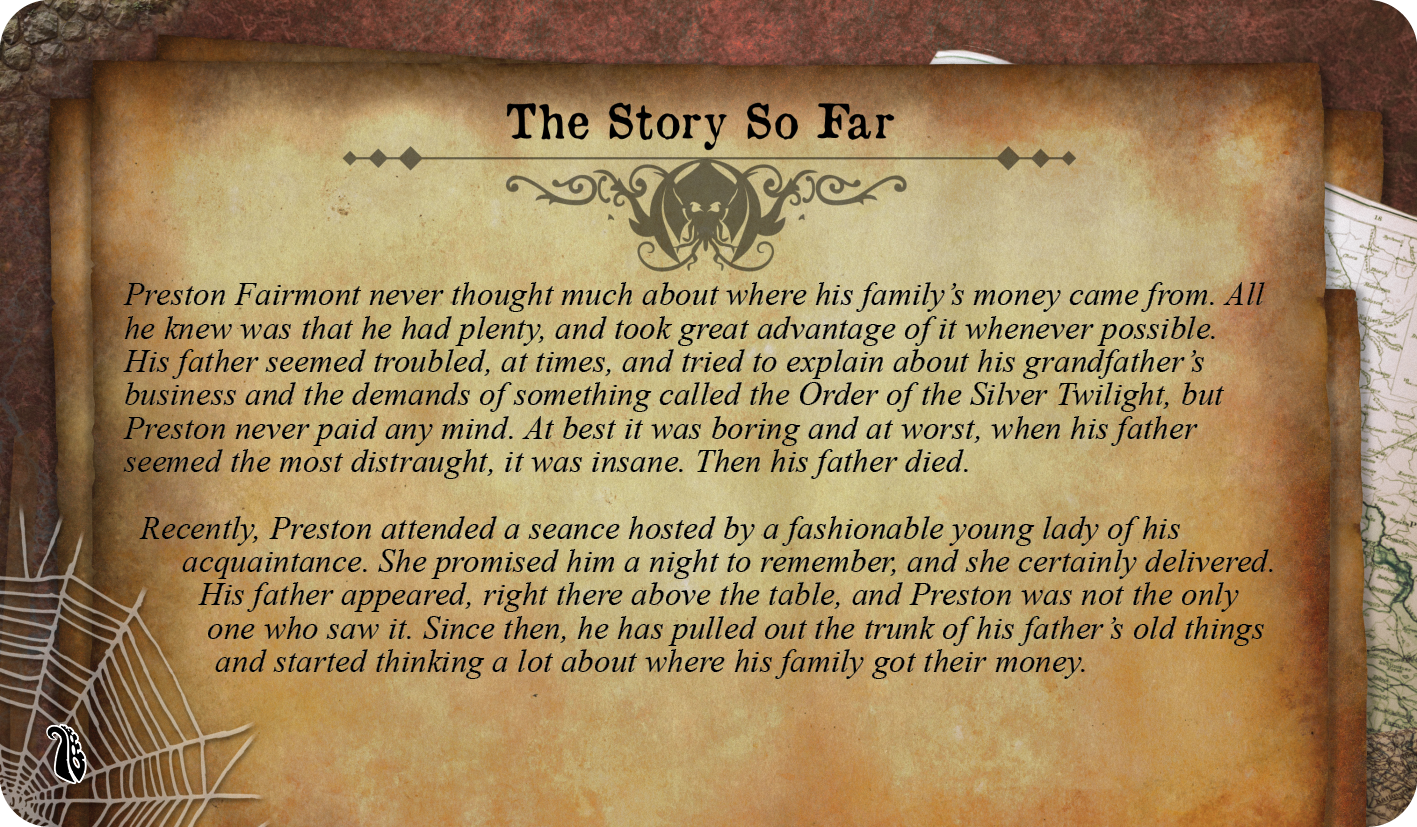 The Story So Far
Preston Fairmont never thought much about where his family’s money came from. All
he knew was that he had plenty, and took great advantage of it whenever possible.
His father seemed troubled, at times, and tried to explain about his grandfather’s
business and the demands of something called the Order of the Silver Twilight, but
Preston never paid any mind. At best it was boring and at worst, when his father
seemed the most distraught, it was insane. Then his father died.
Recently, Preston attended a seance hosted by a fashionable young lady of his
acquaintance. She promised him a night to remember, and she certainly delivered.
His father appeared, right there above the table, and Preston was not the only
one who saw it. Since then, he has pulled out the trunk of his father’s old things
and started thinking a lot about where his family got their money.